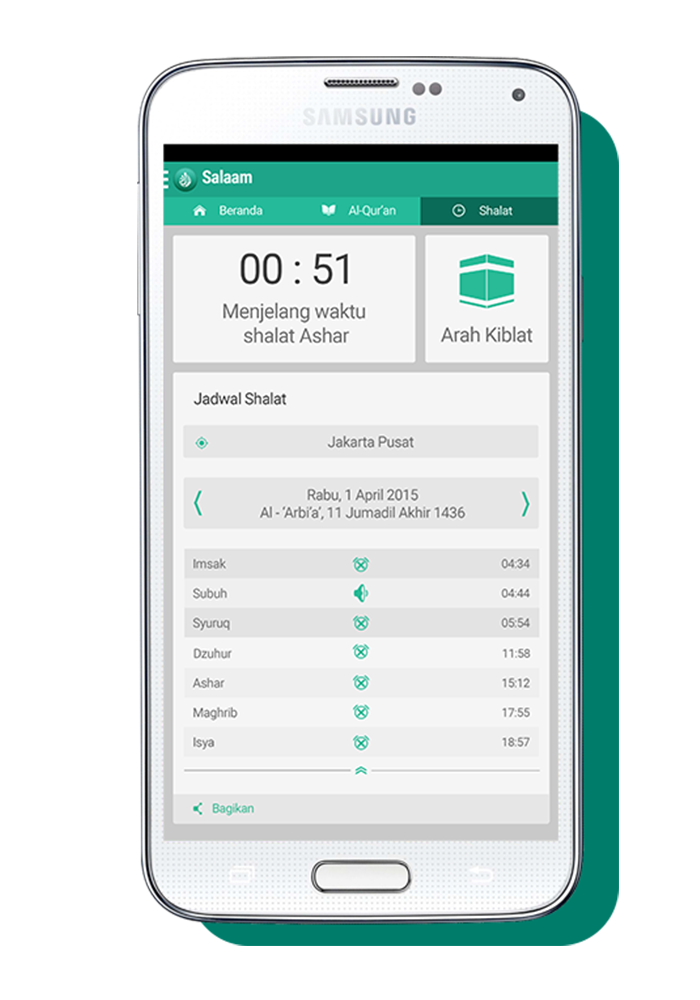 SAMSUNG
Salaam
Beranda
Al-Qur'an
Shalat
00 : 51
Menjelang waktu
shalat Ashar
Arah Kiblat
Jadwal Shalat
Jakarta Pusat
Rabu, 1 April 2015
Al - 'Arbi'a', 11 Jumadil Akhir 1436
Imsak 04:34
Subuh 04:44
Syuruq 05:54
Dzuhur 11:58
Ashar 15:12
Maghrib 17:55
Isya 18:57
Bagikan